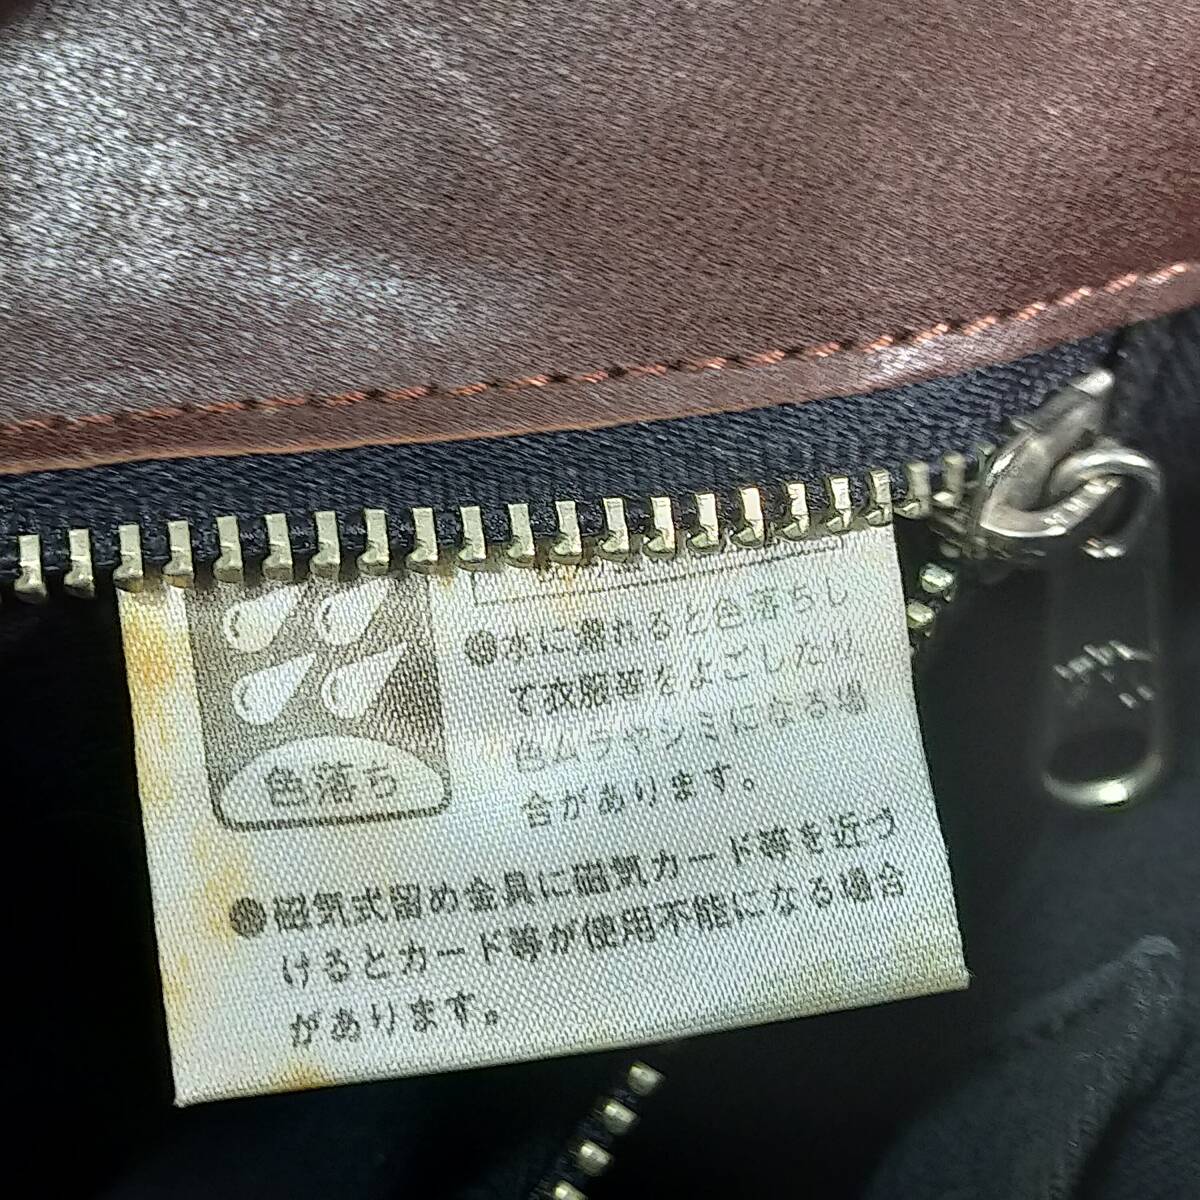 色落ち
●水に濡れると色落ちし
て衣服等をよごしたり、
色ムラやシミになる場
合があります。
●磁気式留め金具に磁気カード等を近づ
けるとカード等が使用不能になる場合
があります。